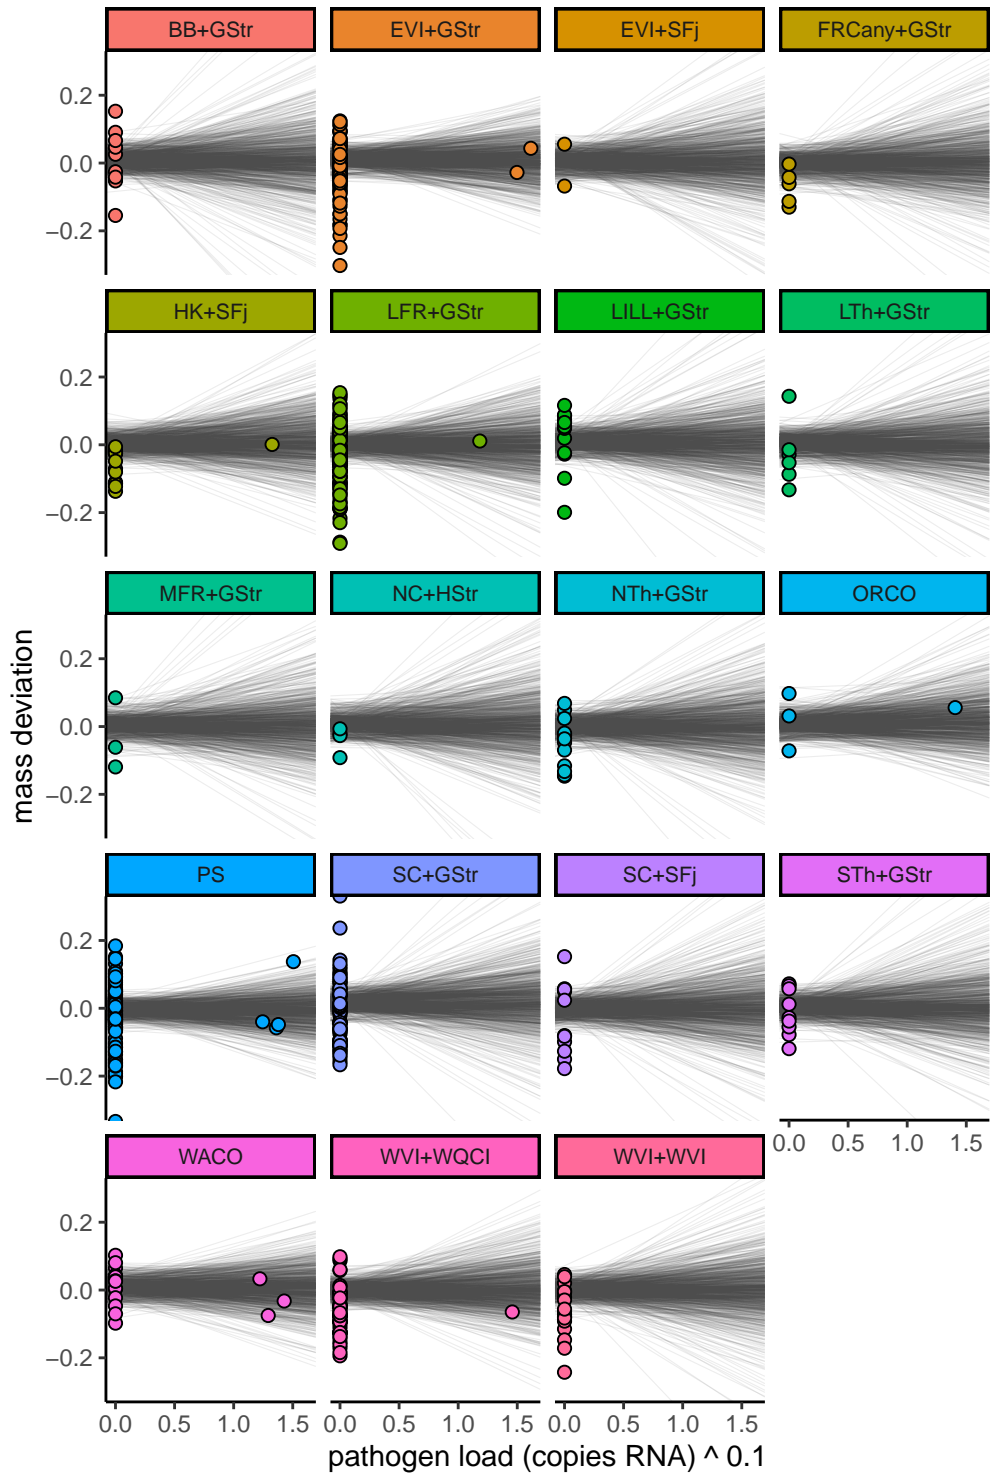 BB+GStr EVI+GStr EVI+SFj FRCany+GStr
0.2
0.0
−0.2
HK+SFj LFR+GStr LILL+GStr LTh+GStr
0.2
0.0
−0.2
MFR+GStr NC+HStr NTh+GStr ORCO
0.2
0.0
−0.2
mass deviation
PS SC+GStr SC+SFj STh+GStr
0.2
0.0
−0.2
0.0 0.5 1.0 1.5
WACO WVI+WQCI WVI+WVI
0.2
0.0
−0.2
0.0 0.5 1.0 1.5 0.0 0.5 1.0 1.5 0.0 0.5 1.0 1.5
pathogen load (copies RNA) ^ 0.1